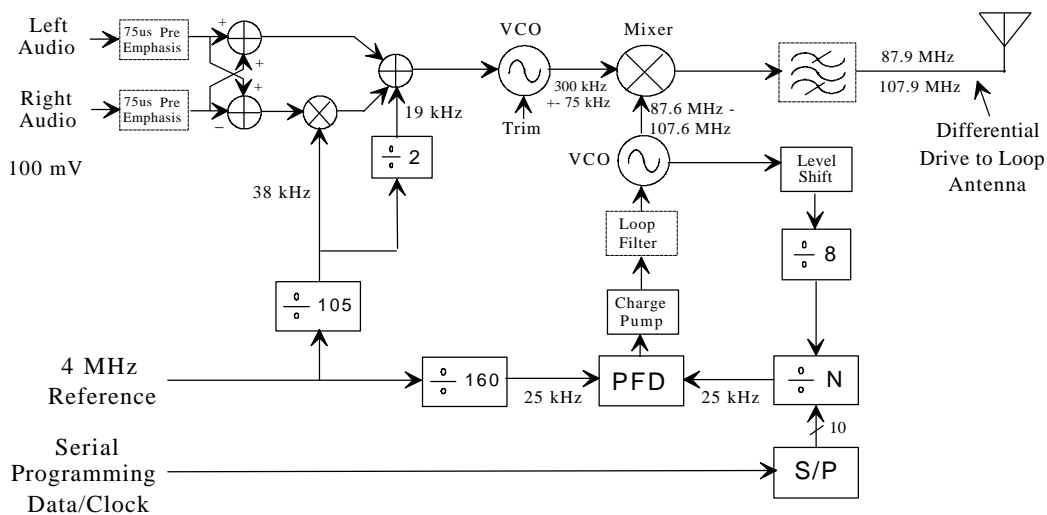 Left
Audio
75us Pre
Emphasis
+
+
+
−
Right
Audio
75us Pre
Emphasis
100 mV
38 kHz
19 kHz
÷ 2
VCO
Trim
300 kHz
+- 75 kHz
Mixer
87.6 MHz -
107.6 MHz
VCO
87.9 MHz
107.9 MHz
Differential
Drive to Loop
Antenna
Level
Shift
Loop
Filter
÷ 8
÷ 105
Charge
Pump
4 MHz
Reference
÷ 160
25 kHz
PFD
25 kHz
÷ N
10
Serial
Programming
Data/Clock
S/P